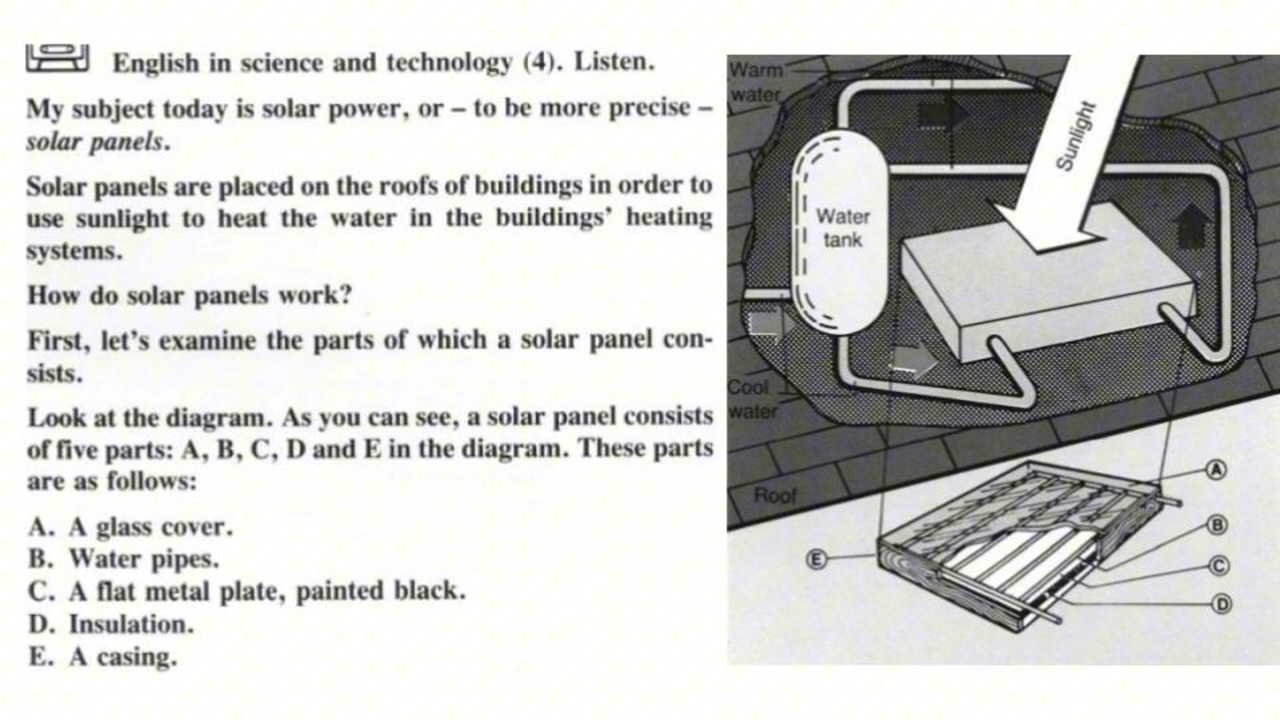 English in science and technology (4). Listen.
My subject today is solar power, or – to be more precise –
solar panels.
Solar panels are placed on the roofs of buildings in order to
use sunlight to heat the water in the buildings' heating
systems.
How do solar panels work?
First, let's examine the parts of which a solar panel con-
sists.
Look at the diagram. As you can see, a solar panel consists
of five parts: A, B, C, D and E in the diagram. These parts
are as follows:
A. A glass cover.
B. Water pipes.
C. A flat metal plate, painted black.
D. Insulation.
E. A casing.
Warm
water
Sunlight
Water
tank
Cool
water
Roof
A
B
C
D
E